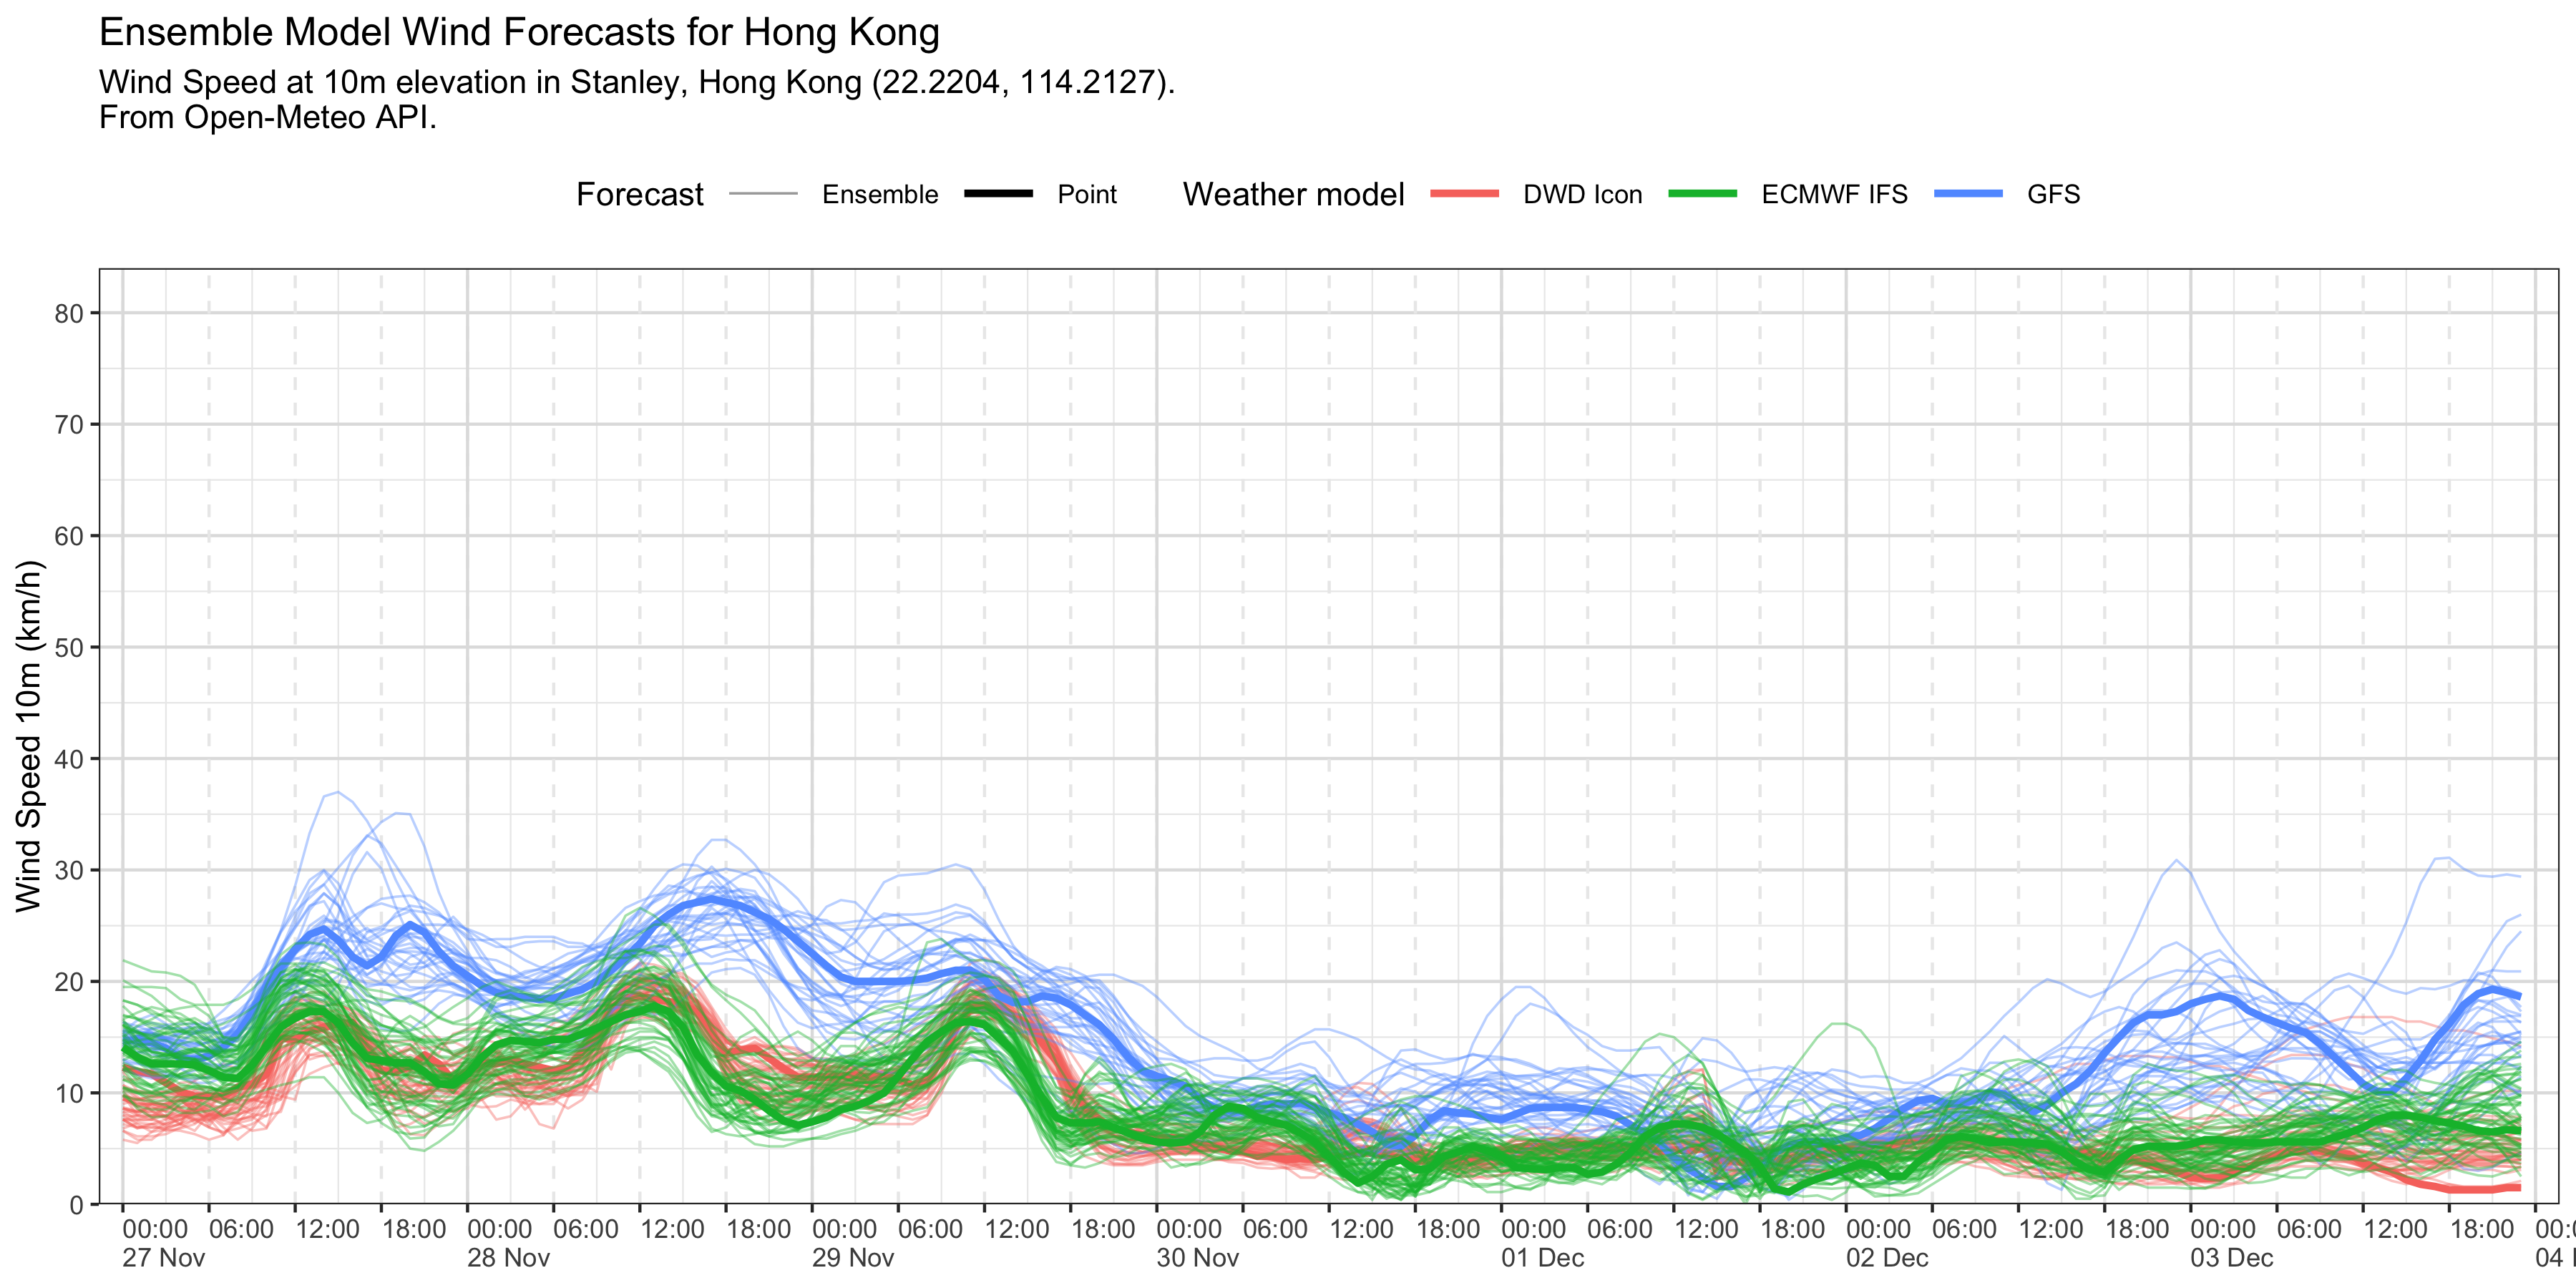 Ensemble Model Wind Forecasts for Hong Kong
Wind Speed at 10m elevation in Stanley, Hong Kong (22.2204, 114.2127).
From Open-Meteo API.
Forecast Ensemble Point Weather model DWD Icon ECMWF IFS GFS
Wind Speed 10m (km/h)
80
70
60
50
40
30
20
10
0
00:00 06:00 12:00 18:00 00:00 06:00 12:00 18:00 00:00 06:00 12:00 18:00 00:00 06:00 12:00 18:00 00:00 06:00 12:00 18:00 00:00 06:00 12:00 18:00 00:00 06:00 12:00 18:00
27 Nov 28 Nov 29 Nov 30 Nov 01 Dec 02 Dec 03 Dec 04